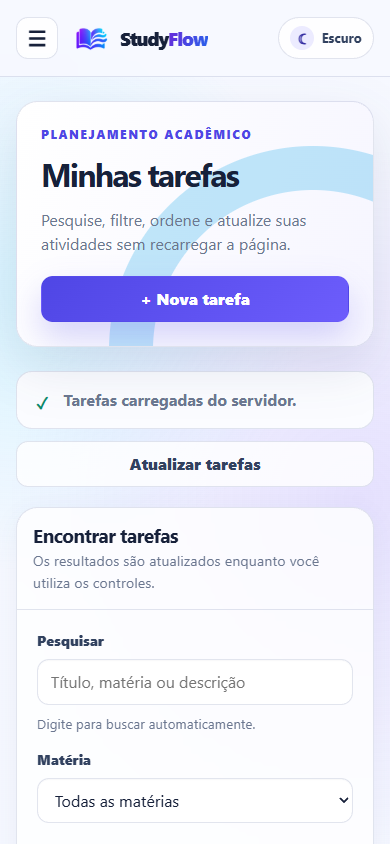 ☰ StudyFlow Escuro
PLANEJAMENTO ACADÊMICO
Minhas tarefas
Pesquise, filtre, ordene e atualize suas
atividades sem recarregar a página.
+ Nova tarefa
✓ Tarefas carregadas do servidor.
Atualizar tarefas
Encontrar tarefas
Os resultados são atualizados enquanto você
utiliza os controles.
Pesquisar
Título, matéria ou descrição
Digite para buscar automaticamente.
Matéria
Todas as matérias